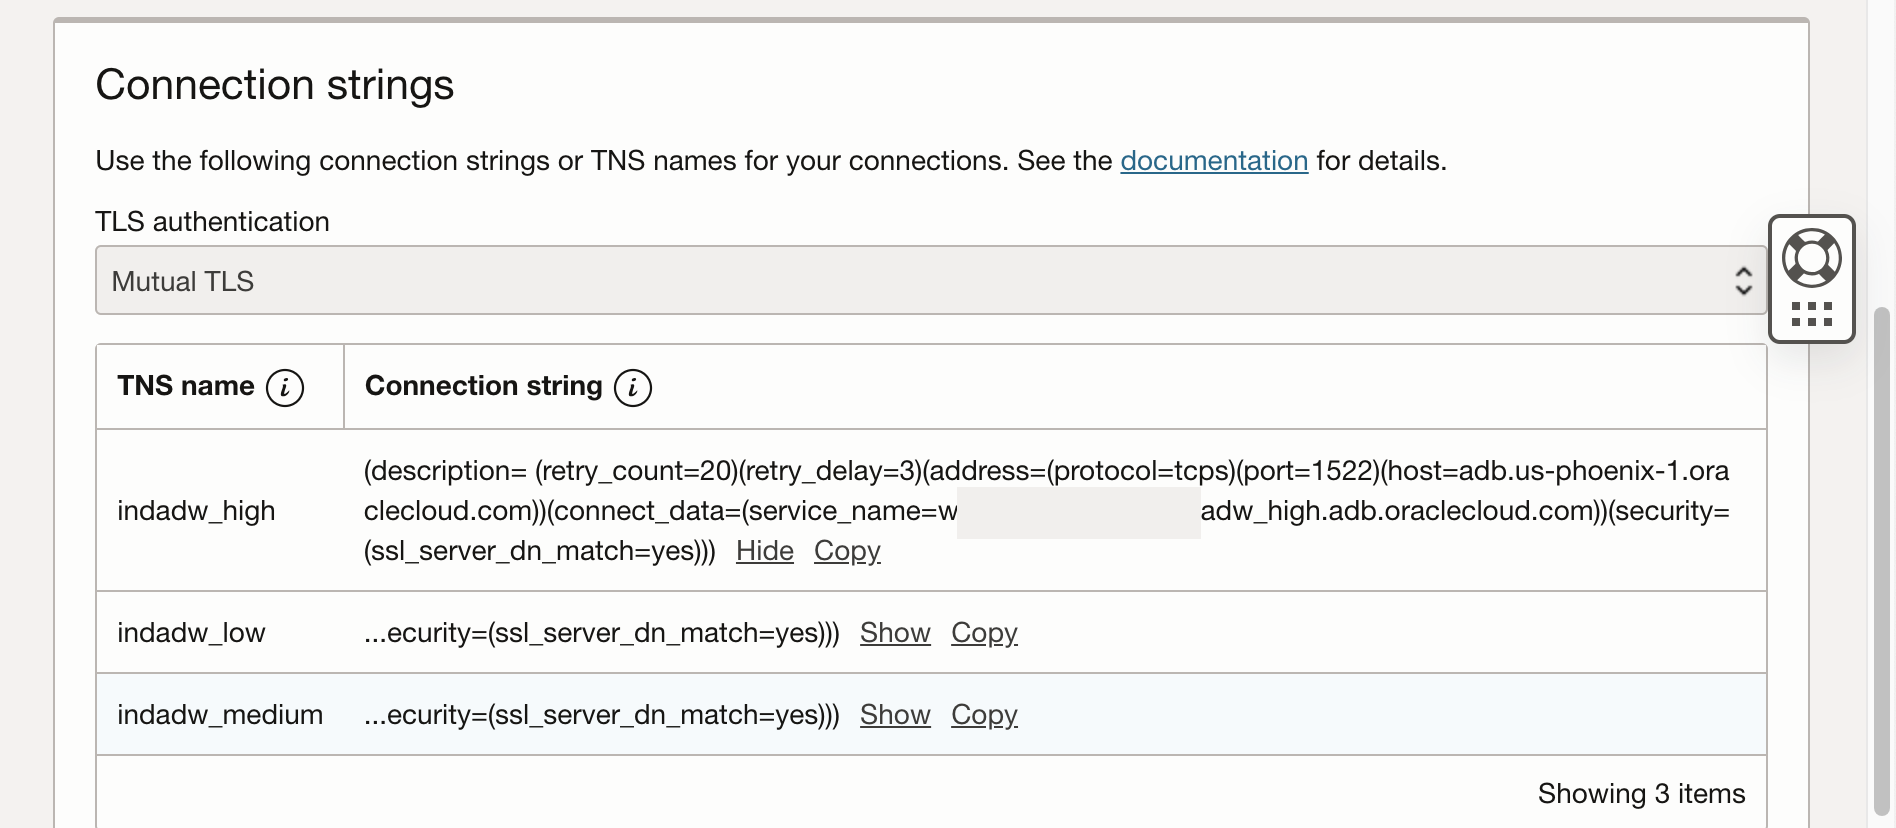 Connection strings
Use the following connection strings or TNS names for your connections. See the documentation for details.
TLS authentication
Mutual TLS
TNS name i Connection string i
indadw_high
(description= (retry_count=20)(retry_delay=3)(address=(protocol=tcps)(port=1522)(host=adb.us-phoenix-1.ora
clecloud.com))(connect_data=(service_name=w adw_high.adb.oraclecloud.com))(security=
(ssl_server_dn_match=yes))) Hide Copy
indadw_low ...ecurity=(ssl_server_dn_match=yes))) Show Copy
indadw_medium ...ecurity=(ssl_server_dn_match=yes))) Show Copy
Showing 3 items